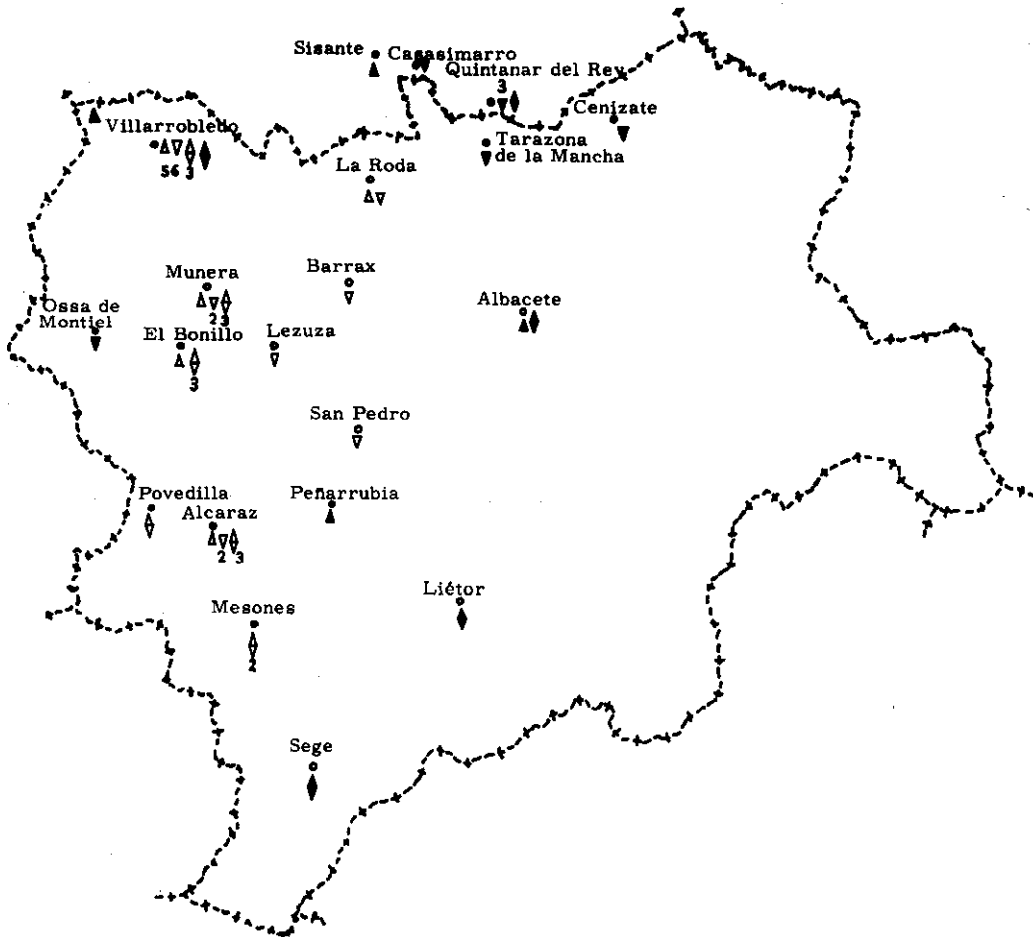 Sisante
Casasimarro
Quintanar del Rey
3
Cenizate
Villarrobledo
56 3
Tarazona
de la Mancha
La Roda
Munera
2 3
Barrax
Albacete
Ossa de
Montiel
El Bonillo
3
Lezuza
San Pedro
Povedilla
Alcaraz
2 3
Peñarrubia
Mesones
2
Liétor
Sege